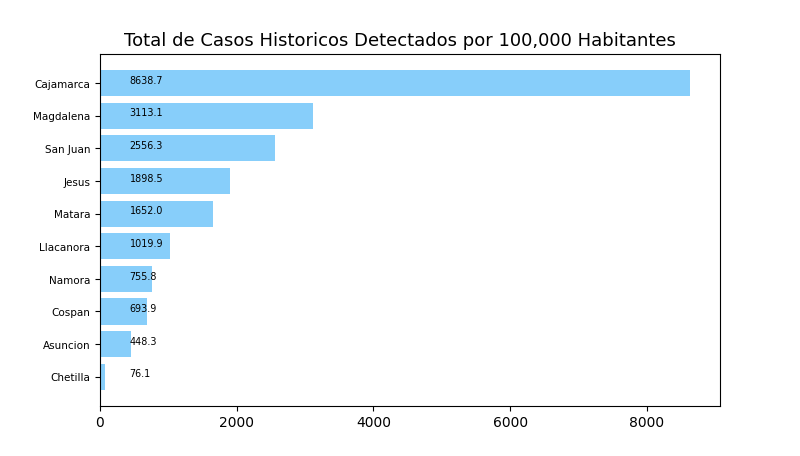 Total de Casos Historicos Detectados por 100,000 Habitantes
Cajamarca 8638.7
Magdalena 3113.1
San Juan 2556.3
Jesus 1898.5
Matara 1652.0
Llacanora 1019.9
Namora 755.8
Cospan 693.9
Asuncion 448.3
Chetilla 76.1
0 2000 4000 6000 8000